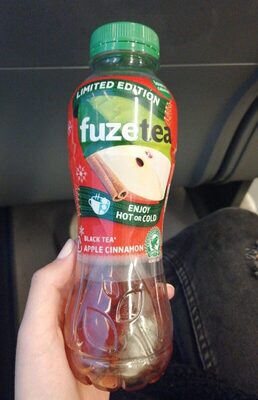 LIMITED EDITION
fuzetea
ENJOY
HOT OR COLD
BLACK TEA*
APPLE CINNAMON